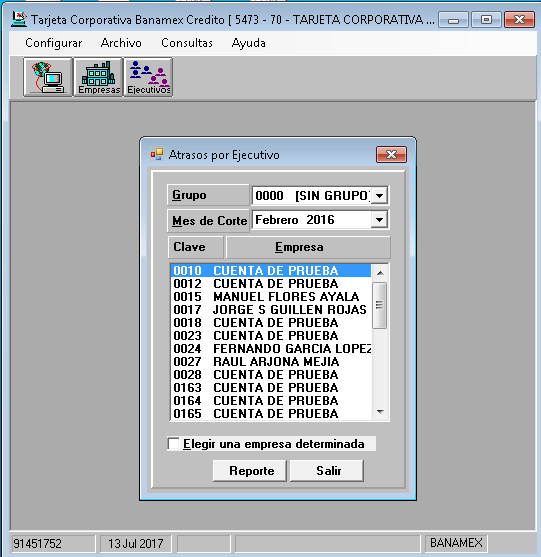 Tarjeta Corporativa Banamex Credito [ 5473 - 70 - TARJETA CORPORATIVA ...
Configurar Archivo Consultas Ayuda
Empresas Ejecutivos
Atrasos por Ejecutivo
Grupo 0000 [SIN GRUPO]
Mes de Corte Febrero 2016
Clave Empresa
0010 CUENTA DE PRUEBA
0012 CUENTA DE PRUEBA
0015 MANUEL FLORES AYALA
0017 JORGE S GUILLEN ROJAS
0018 CUENTA DE PRUEBA
0023 CUENTA DE PRUEBA
0024 FERNANDO GARCIA LOPEZ
0027 RAUL ARJONA MEJIA
0028 CUENTA DE PRUEBA
0163 CUENTA DE PRUEBA
0164 CUENTA DE PRUEBA
0165 CUENTA DE PRUEBA
Elegir una empresa determinada
Reporte Salir
91451752 13 Jul 2017 BANAMEX